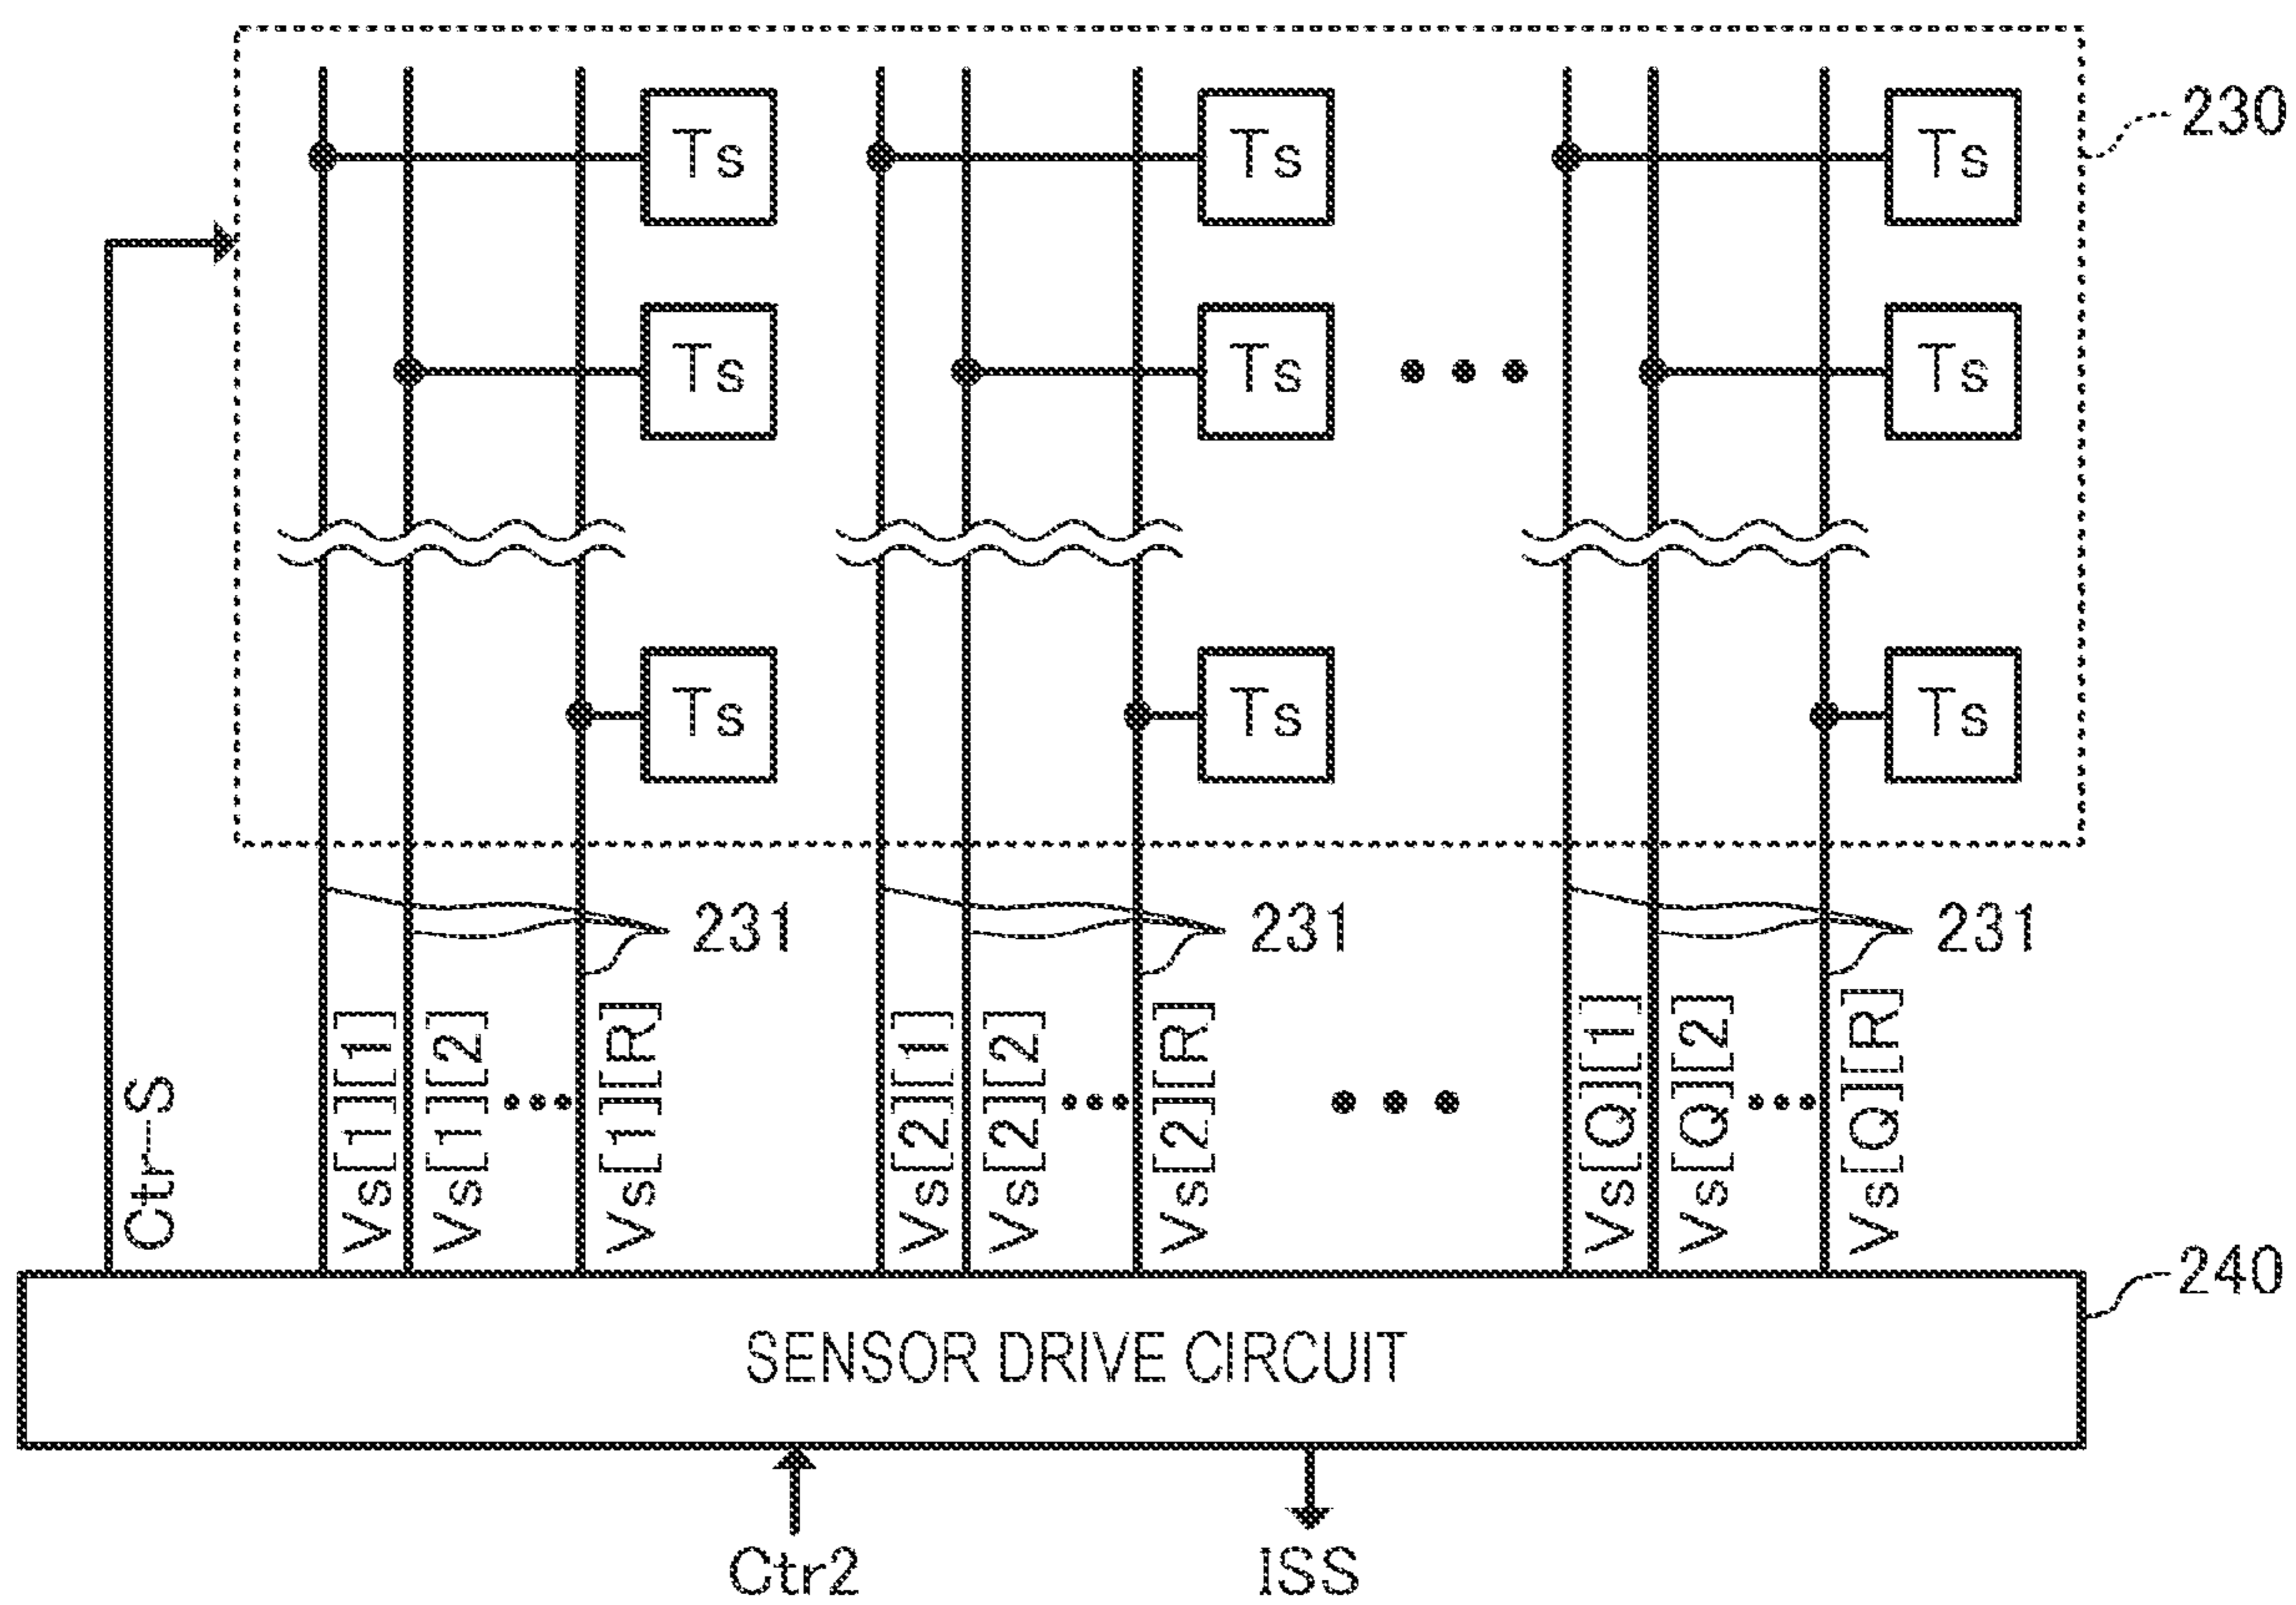 Ts Ts Ts
230
Ts Ts Ts
Ts Ts Ts
231 231 231
Ctr-S
Vs[1][1]
Vs[1][2]
Vs[1][R]
Vs[2][1]
Vs[2][2]
Vs[2][R]
Vs[Q][1]
Vs[Q][2]
Vs[Q][R]
240
SENSOR DRIVE CIRCUIT
Ctr2
ISS